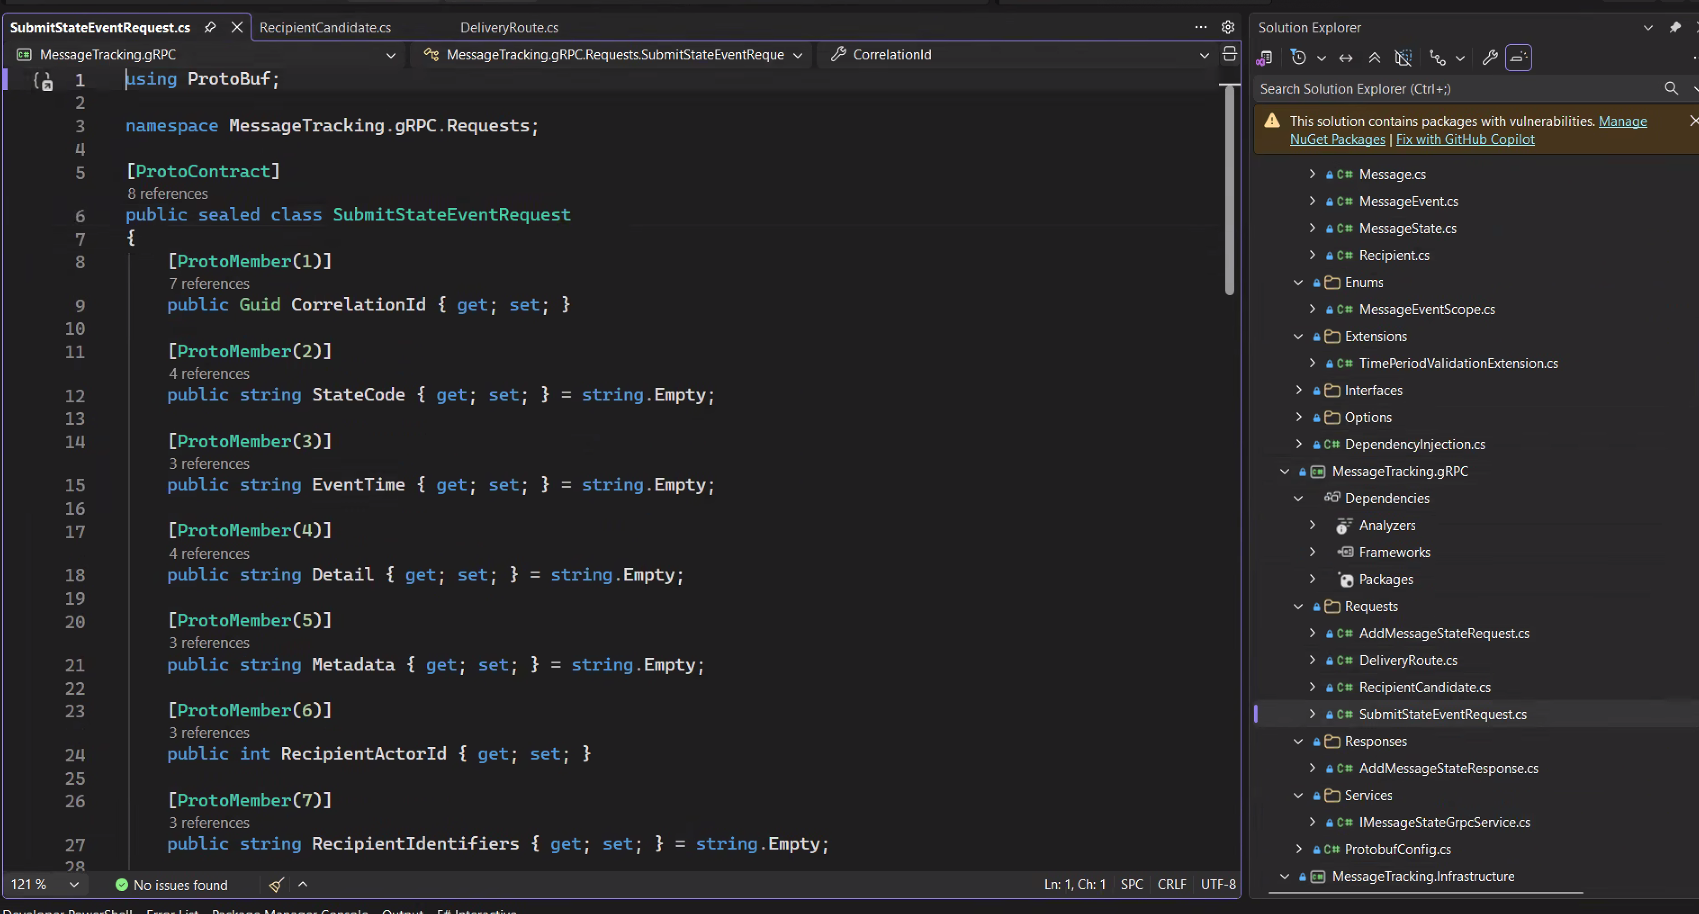 SubmitStateEventRequest.cs
RecipientCandidate.cs
DeliveryRoute.cs
MessageTracking.gRPC
MessageTracking.gRPC.Requests.SubmitStateEventReque
CorrelationId
1 using ProtoBuf;
2
3 namespace MessageTracking.gRPC.Requests;
4
5 [ProtoContract]
8 references
6 public sealed class SubmitStateEventRequest
7 {
8 [ProtoMember(1)]
7 references
9 public Guid CorrelationId { get; set; }
10
11 [ProtoMember(2)]
4 references
12 public string StateCode { get; set; } = string.Empty;
13
14 [ProtoMember(3)]
3 references
15 public string EventTime { get; set; } = string.Empty;
16
17 [ProtoMember(4)]
4 references
18 public string Detail { get; set; } = string.Empty;
19
20 [ProtoMember(5)]
3 references
21 public string Metadata { get; set; } = string.Empty;
22
23 [ProtoMember(6)]
3 references
24 public int RecipientActorId { get; set; }
25
26 [ProtoMember(7)]
3 references
27 public string RecipientIdentifiers { get; set; } = string.Empty;
28
121 %
No issues found
Ln: 1, Ch: 1
SPC
CRLF
UTF-8
Developer PowerShell Error List Package Manager Console Output F# Interactive
Solution Explorer
Search Solution Explorer (Ctrl+;)
This solution contains packages with vulnerabilities. Manage
NuGet Packages | Fix with GitHub Copilot
C# Message.cs
C# MessageEvent.cs
C# MessageState.cs
C# Recipient.cs
Enums
C# MessageEventScope.cs
Extensions
C# TimePeriodValidationExtension.cs
Interfaces
Options
C# DependencyInjection.cs
MessageTracking.gRPC
Dependencies
Analyzers
Frameworks
Packages
Requests
C# AddMessageStateRequest.cs
C# DeliveryRoute.cs
C# RecipientCandidate.cs
C# SubmitStateEventRequest.cs
Responses
C# AddMessageStateResponse.cs
Services
C# IMessageStateGrpcService.cs
C# ProtobufConfig.cs
MessageTracking.Infrastructure